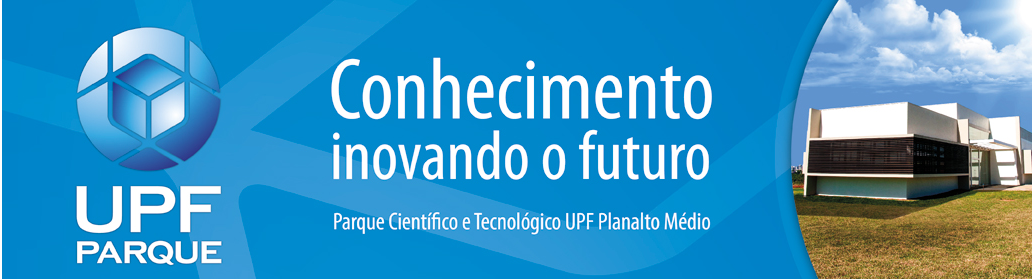 UPF
PARQUE
Conhecimento
inovando o futuro
Parque Científico e Tecnológico UPF Planalto Médio